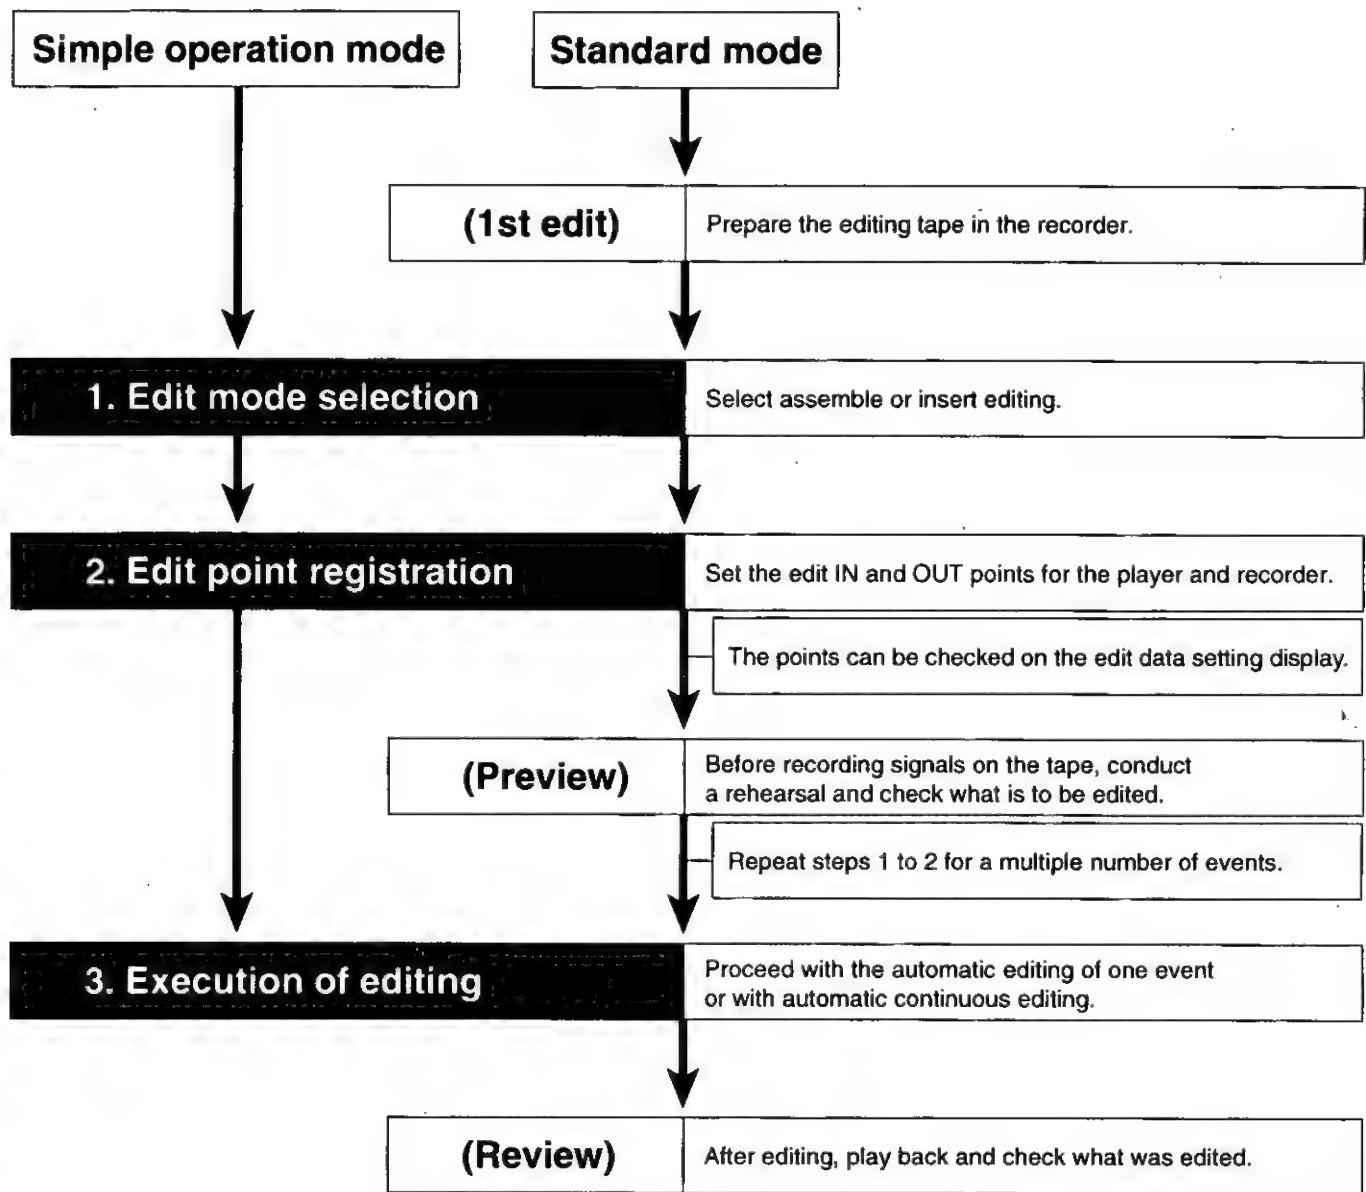 Simple operation mode
Standard mode
(1st edit)
Prepare the editing tape in the recorder.
1. Edit mode selection
Select assemble or insert editing.
2. Edit point registration
Set the edit IN and OUT points for the player and recorder.
The points can be checked on the edit data setting display.
(Preview)
Before recording signals on the tape, conduct
a rehearsal and check what is to be edited.
Repeat steps 1 to 2 for a multiple number of events.
3. Execution of editing
Proceed with the automatic editing of one event
or with automatic continuous editing.
(Review)
After editing, play back and check what was edited.